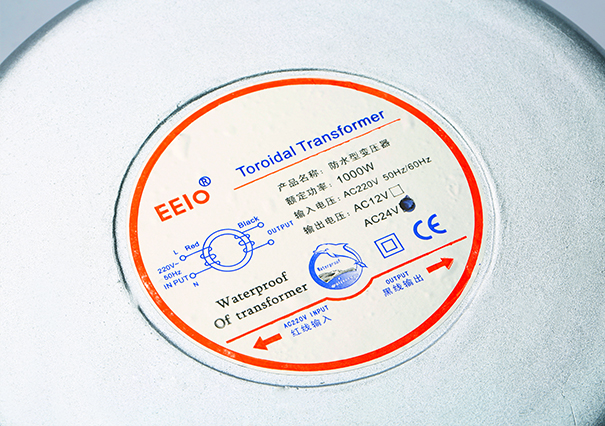 Toroidal Transformer
EEIO®
产品名称：防水型变压器
额定功率：1000W
输入电压：AC220V 50Hz/60Hz
输出电压：AC12V
AC24V
L Red
Black
OUTPUT
220V~
50Hz
INPUT
N
Waterproof
CE
Waterproof
Of transformer
AC220V INPUT
红线输入
OUTPUT
黑线输出